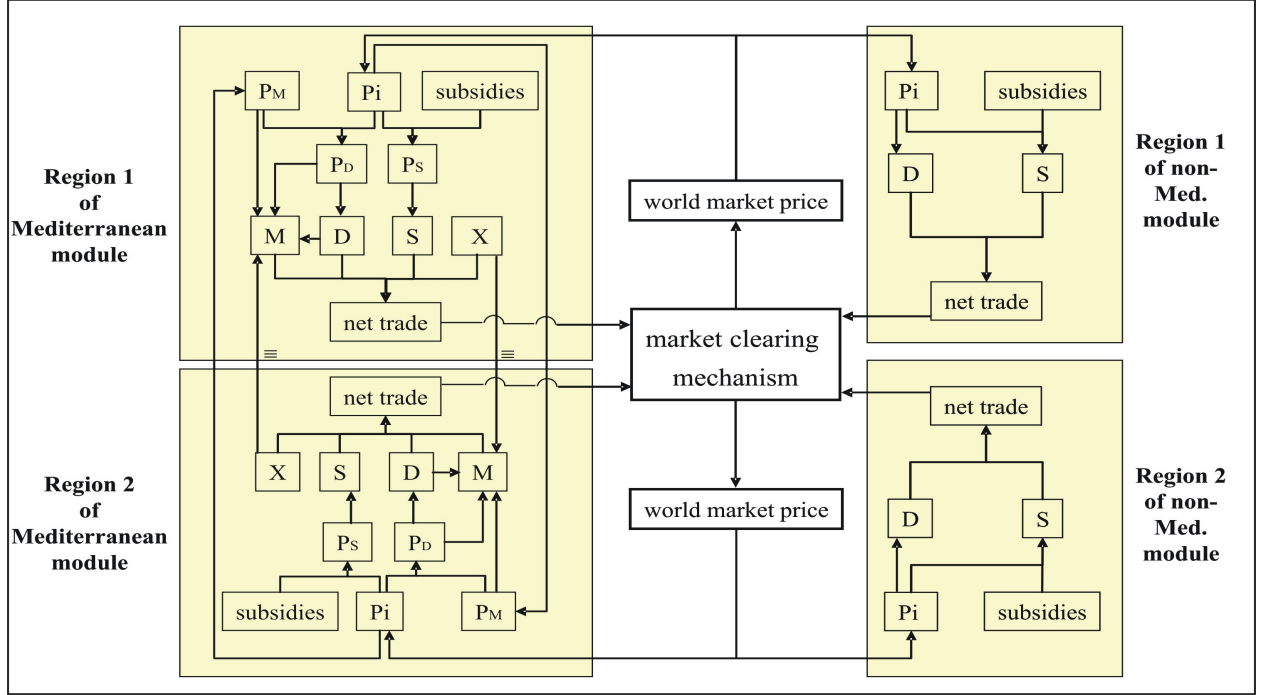 Region 1
of
Mediterranean
module
PM
Pi
subsidies
PD
PS
M
D
S
X
net trade
≡
≡
Region 2
of
Mediterranean
module
net trade
X
S
D
M
PS
PD
subsidies
Pi
PM
world market price
market clearing
mechanism
world market price
Pi
subsidies
D
S
net trade
Region 1
of non-
Med.
module
net trade
D
S
Pi
subsidies
Region 2
of non-
Med.
module